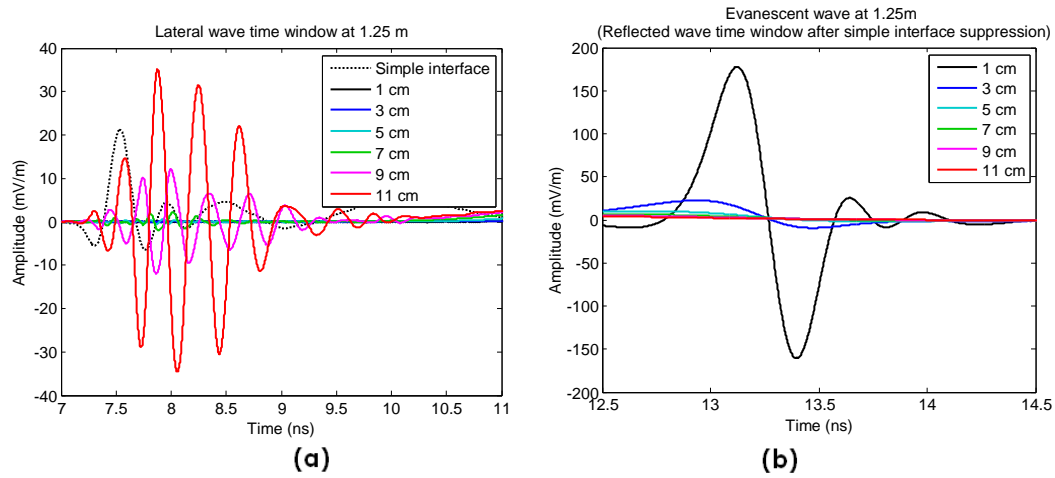 Lateral wave time window at 1.25 m
40
30
20
10
0
-10
-20
-30
-40
Amplitude (mV/m)
7
7.5
8
8.5
9
9.5
10
10.5
11
Time (ns)
Simple interface
1 cm
3 cm
5 cm
7 cm
9 cm
11 cm
(a)
Evanescent wave at 1.25m
(Reflected wave time window after simple interface suppression)
200
150
100
50
0
-50
-100
-150
-200
Amplitude (mV/m)
12.5
13
13.5
14
14.5
Time (ns)
1 cm
3 cm
5 cm
7 cm
9 cm
11 cm
(b)